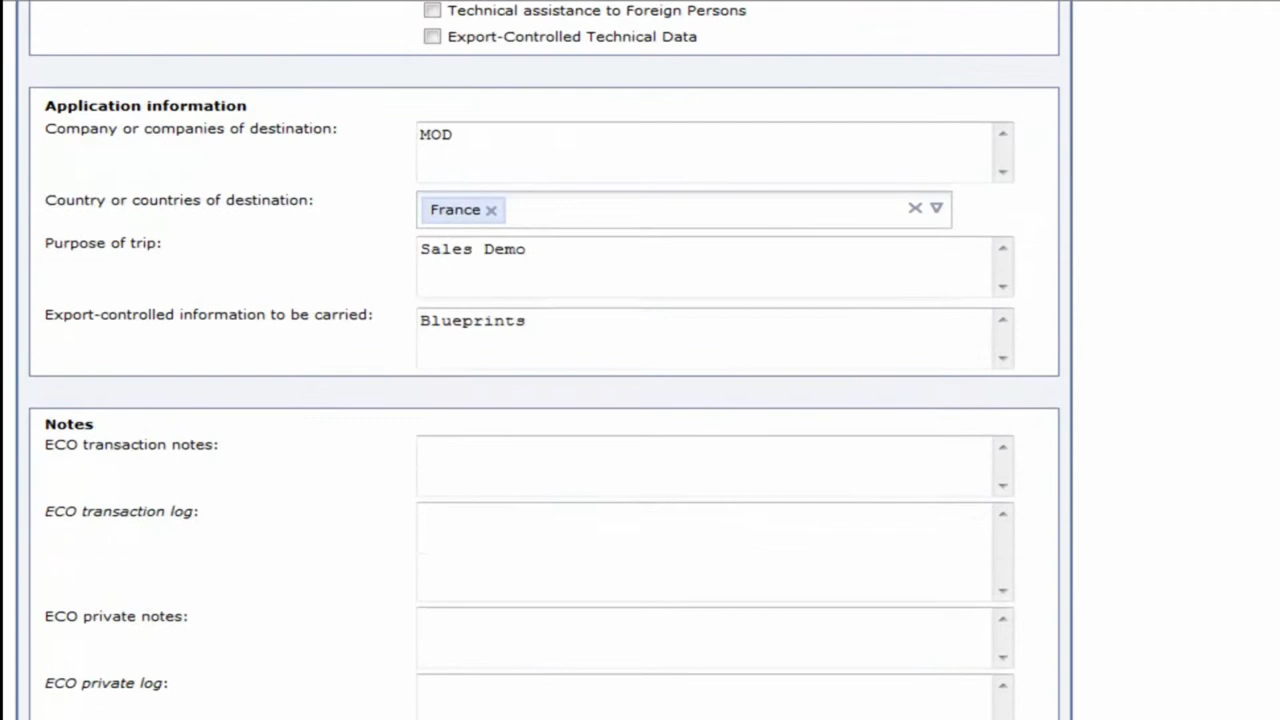 Technical assistance to Foreign Persons
Export-Controlled Technical Data
Application information
Company or companies of destination:
MOD
Country or countries of destination:
France
Purpose of trip:
Sales Demo
Export-controlled information to be carried:
Blueprints
Notes
ECO transaction notes:
ECO transaction log:
ECO private notes:
ECO private log: